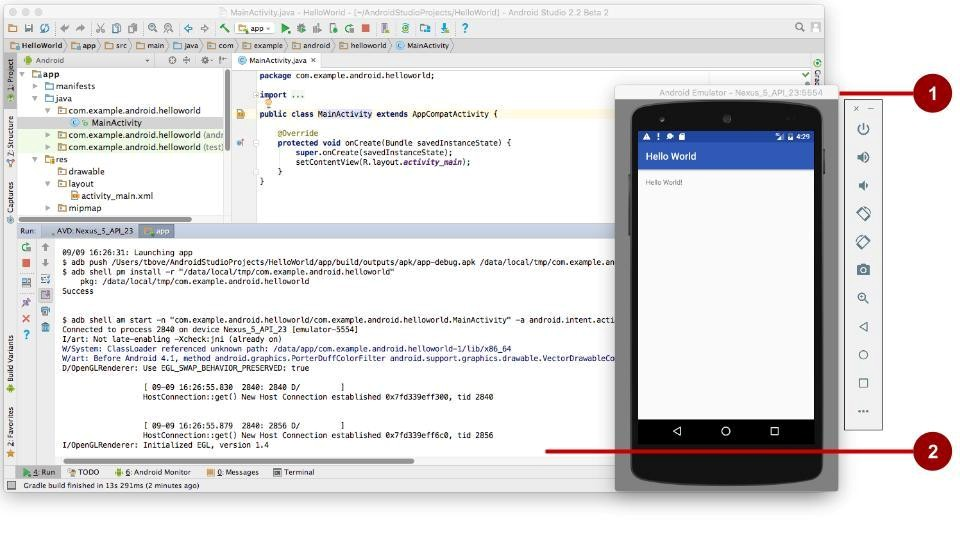 MainActivity.java - HelloWorld - [~/AndroidStudioProjects/HelloWorld] - Android Studio 2.2 Beta 2
app
HelloWorld app src main java com example android helloworld MainActivity
1: Project
2: Structure
Captures
Build Variants
2: Favorites
Android
app
manifests
java
com.example.android.helloworld
MainActivity
com.example.android.helloworld (andr
com.example.android.helloworld (test)
res
drawable
layout
activity_main.xml
mipmap
MainActivity.java
package com.example.android.helloworld;
import ...
public class MainActivity extends AppCompatActivity {
@Override
protected void onCreate(Bundle savedInstanceState) {
super.onCreate(savedInstanceState);
setContentView(R.layout.activity_main);
}
}
Run: AVD: Nexus_5_API_23 app
09/09 16:26:31: Launching app
$ adb push /Users/tbove/AndroidStudioProjects/HelloWorld/app/build/outputs/apk/app-debug.apk /data/local/tmp/com.example.an
$ adb shell pm install -r "/data/local/tmp/com.example.android.helloworld"
pkg: /data/local/tmp/com.example.android.helloworld
Success
$ adb shell am start -n "com.example.android.helloworld/com.example.android.helloworld.MainActivity" -a android.intent.acti
Connected to process 2840 on device Nexus_5_API_23 [emulator-5554]
I/art: Not late-enabling -Xcheck:jni (already on)
W/System: ClassLoader referenced unknown path: /data/app/com.example.android.helloworld-1/lib/x86_64
W/art: Before Android 4.1, method android.graphics.PorterDuffColorFilter android.support.graphics.drawable.VectorDrawableCo
D/OpenGLRenderer: Use EGL_SWAP_BEHAVIOR_PRESERVED: true
[ 09-09 16:26:55.830 2840: 2840 D/ ]
HostConnection::get() New Host Connection established 0x7fd339eff300, tid 2840
[ 09-09 16:26:55.879 2840: 2856 D/ ]
HostConnection::get() New Host Connection established 0x7fd339eff6c0, tid 2856
I/OpenGLRenderer: Initialized EGL, version 1.4
4: Run TODO 6: Android Monitor 0: Messages Terminal
Gradle build finished in 13s 291ms (2 minutes ago)
Android Emulator - Nexus_5_API_23:5554
4:29
Hello World
Hello World!
1
2